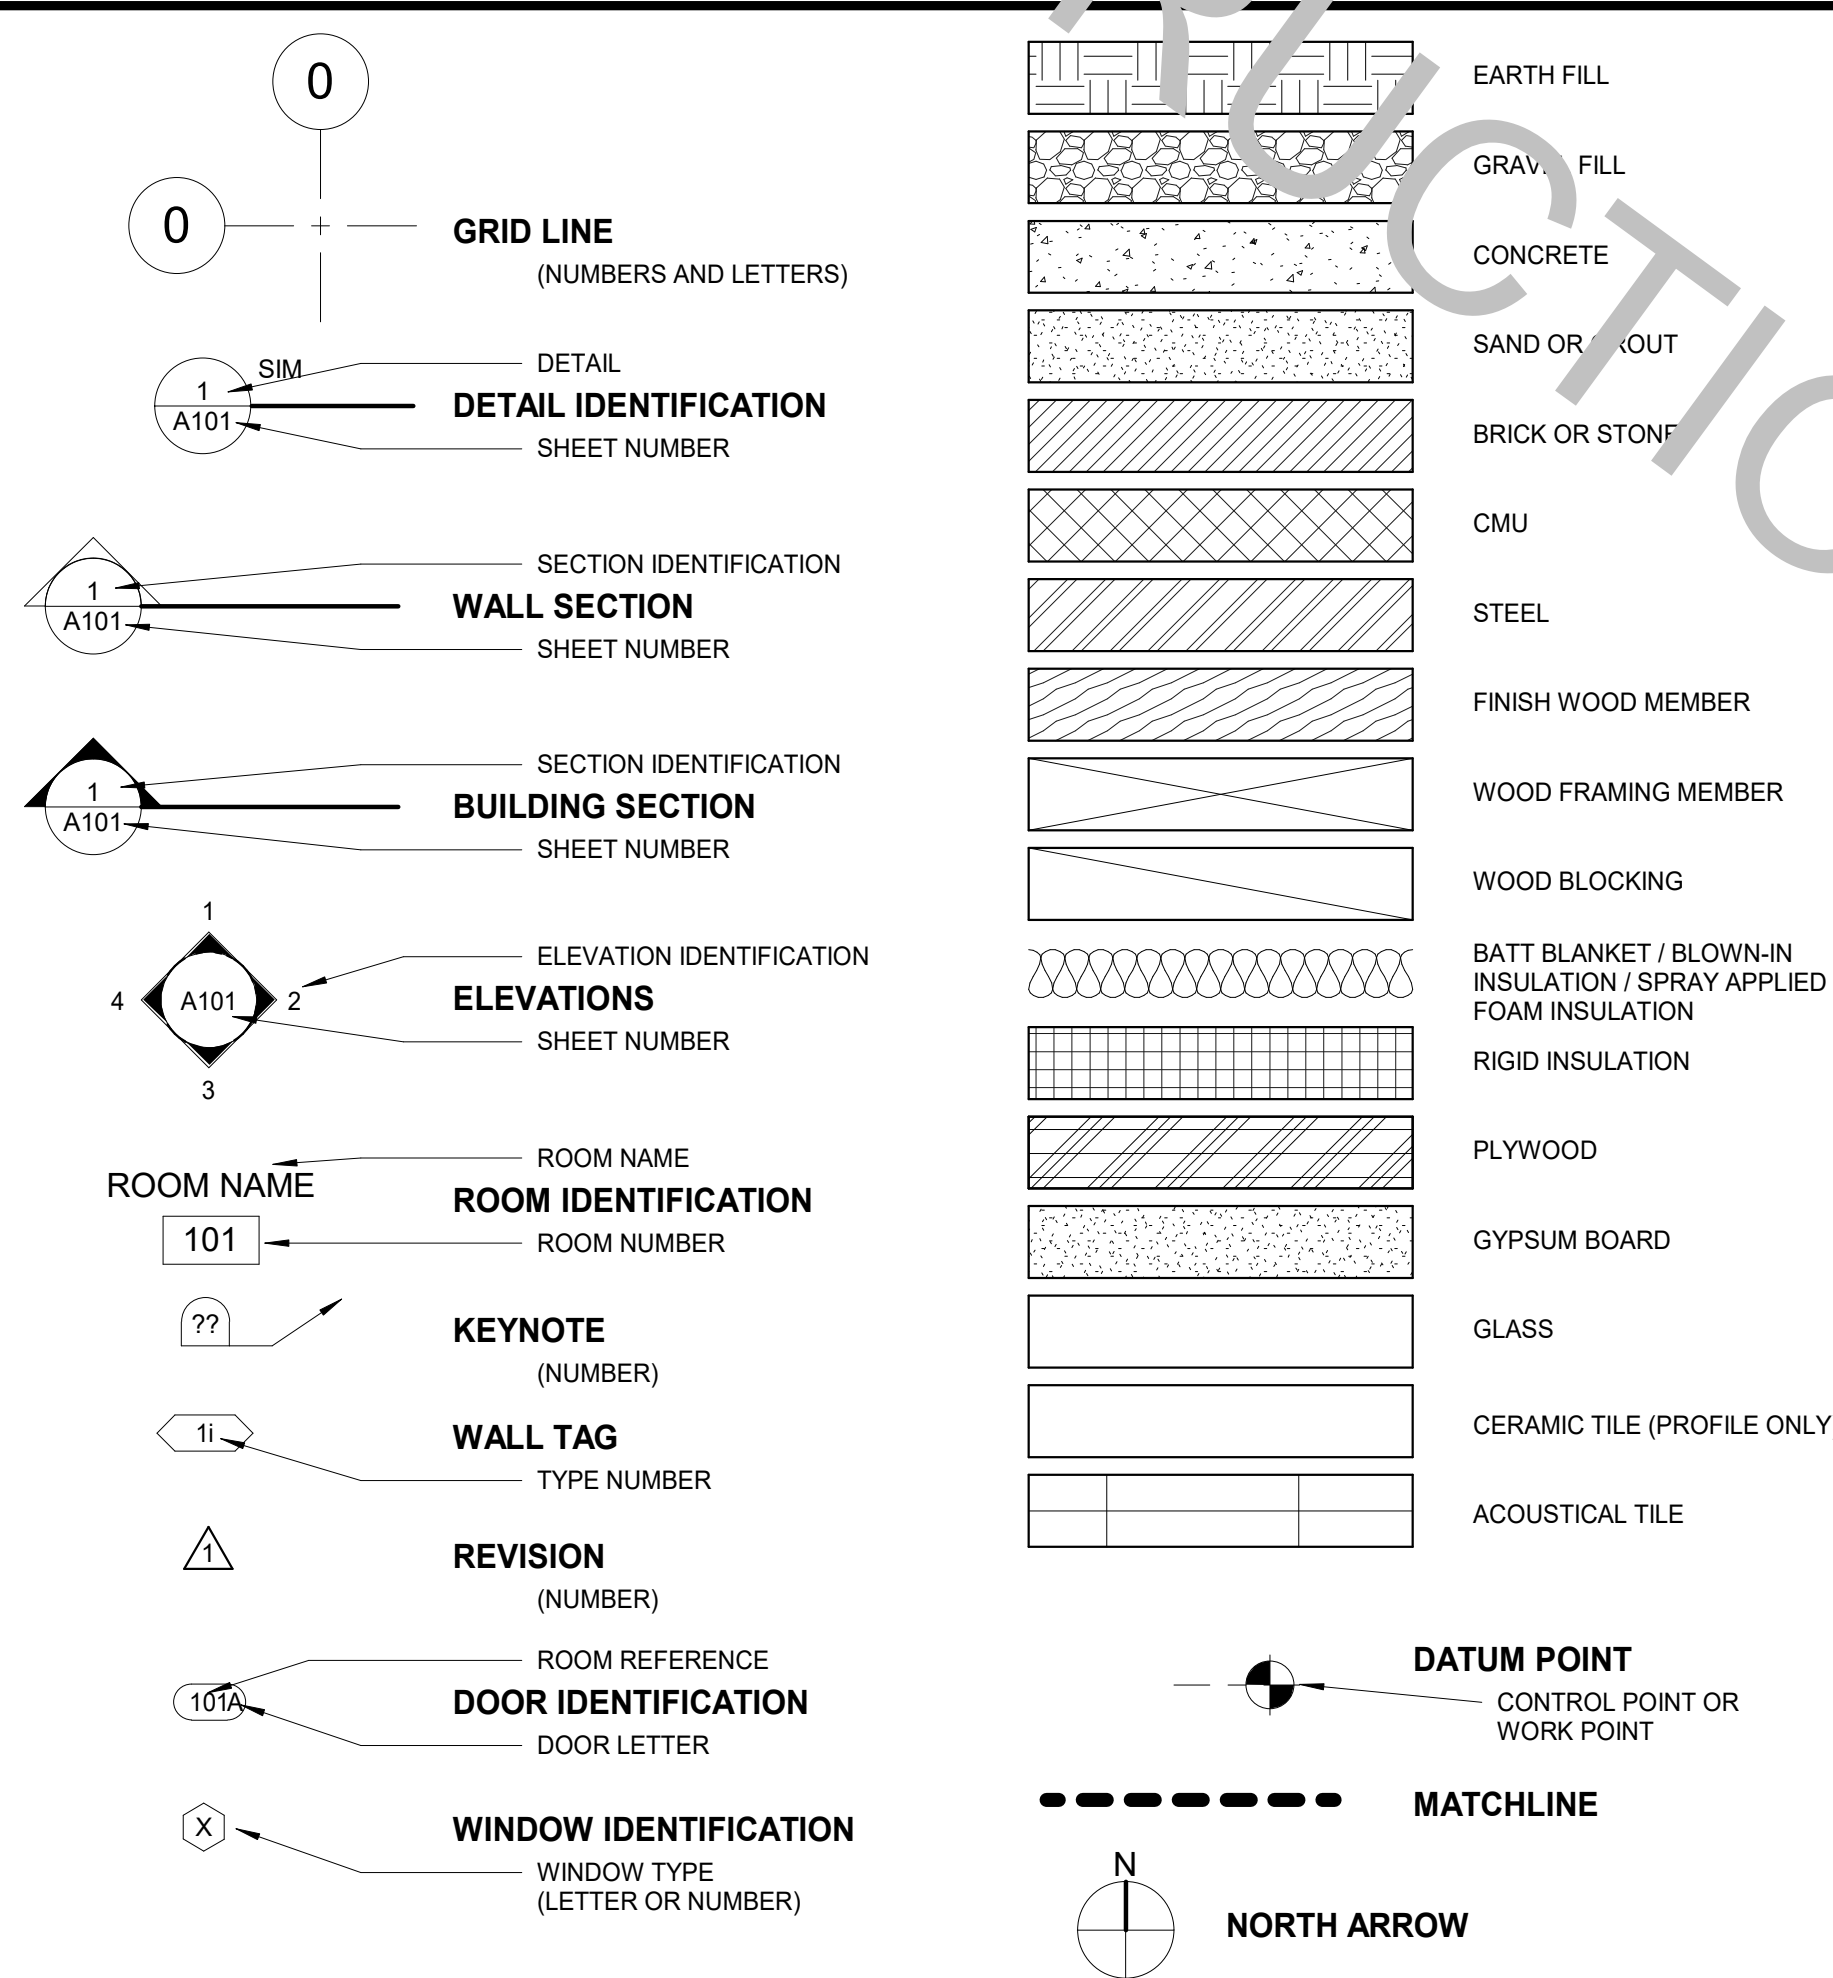 0
0
GRID LINE
(NUMBERS AND LETTERS)
SIM
1
A101
DETAIL
DETAIL IDENTIFICATION
SHEET NUMBER
1
A101
SECTION IDENTIFICATION
WALL SECTION
SHEET NUMBER
1
A101
SECTION IDENTIFICATION
BUILDING SECTION
SHEET NUMBER
1
4
A101
2
3
ELEVATION IDENTIFICATION
ELEVATIONS
SHEET NUMBER
ROOM NAME
101
ROOM NAME
ROOM IDENTIFICATION
ROOM NUMBER
??
KEYNOTE
(NUMBER)
1i
WALL TAG
TYPE NUMBER
1
REVISION
(NUMBER)
101A
ROOM REFERENCE
DOOR IDENTIFICATION
DOOR LETTER
X
WINDOW IDENTIFICATION
WINDOW TYPE
(LETTER OR NUMBER)
EARTH FILL
FILL
CONCRETE
SAND OR
BRICK OR STONE
CMU
STEEL
FINISH WOOD MEMBER
WOOD FRAMING MEMBER
WOOD BLOCKING
BATT BLANKET / BLOWN-IN
INSULATION / SPRAY APPLIED
FOAM INSULATION
RIGID INSULATION
PLYWOOD
GYPSUM BOARD
GLASS
CERAMIC TILE (PROFILE ONLY
ACOUSTICAL TILE
DATUM POINT
CONTROL POINT OR
WORK POINT
MATCHLINE
N
NORTH ARROW